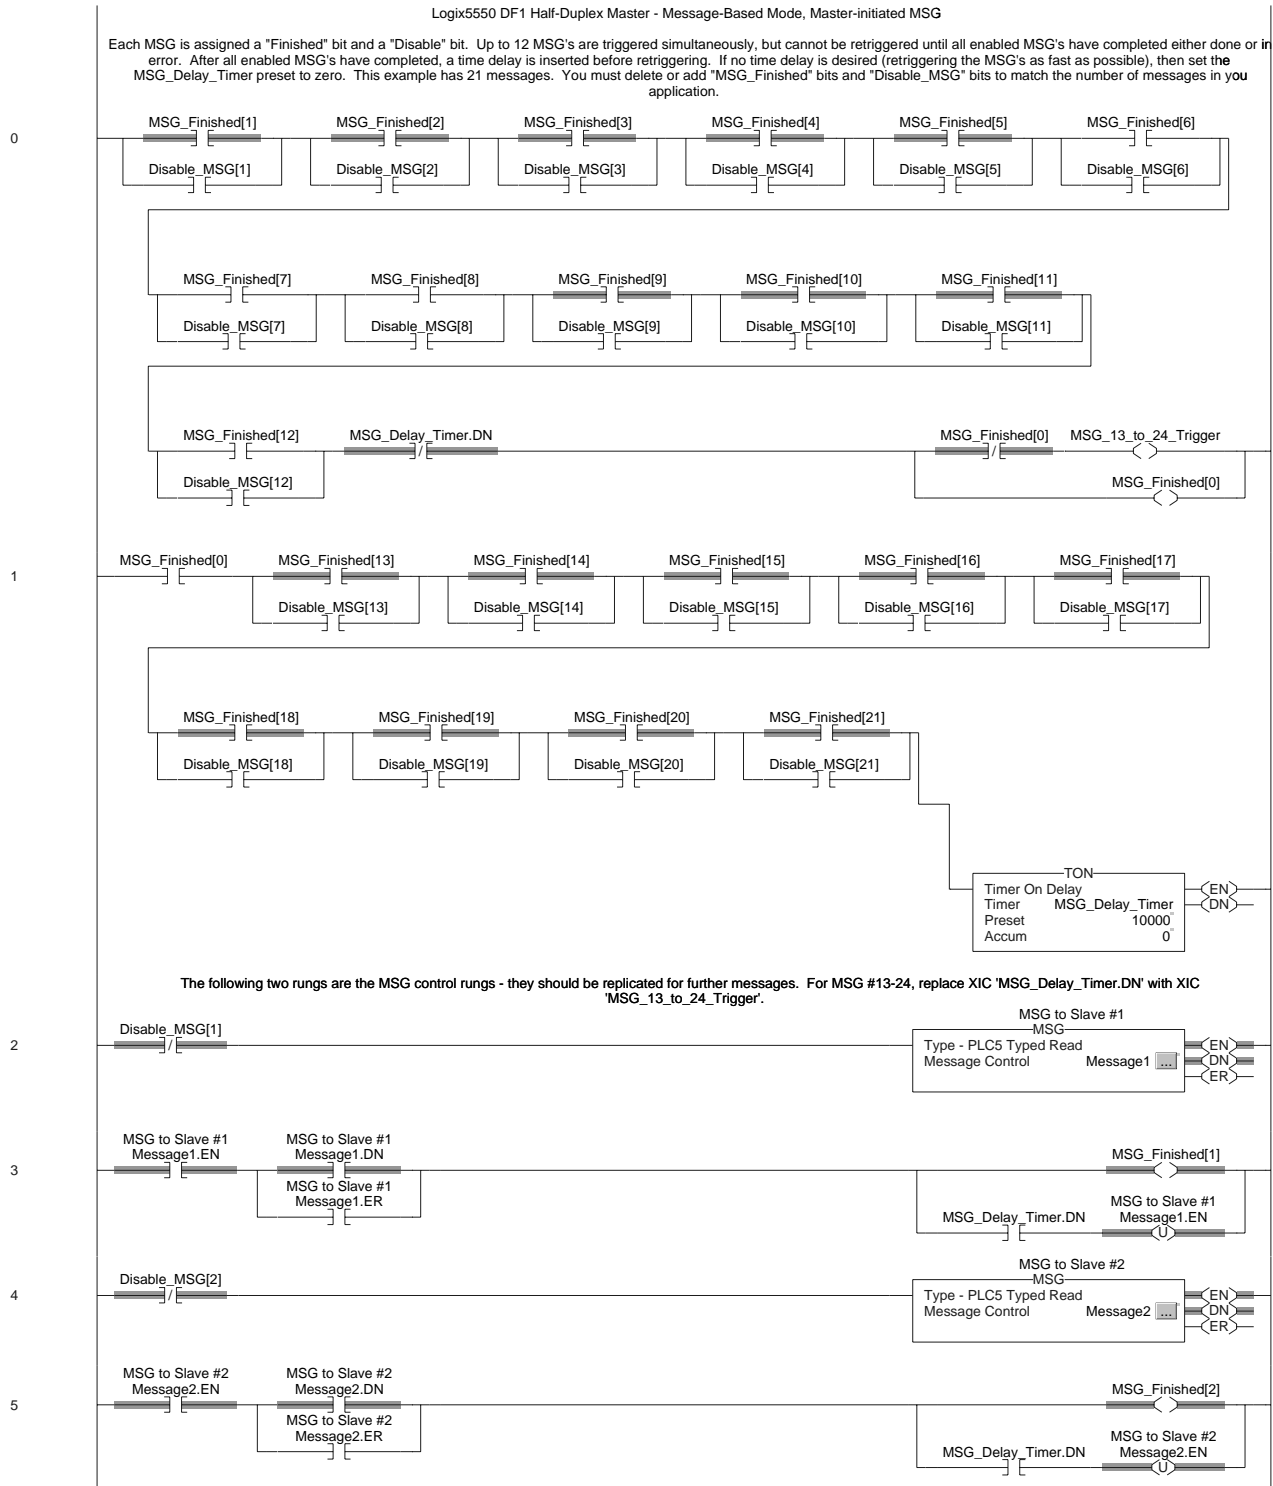 Logix5550 DF1 Half-Duplex Master - Message-Based Mode, Master-initiated MSG
Each MSG is assigned a "Finished" bit and a "Disable" bit. Up to 12 MSG's are triggered simultaneously, but cannot be retriggered until all enabled MSG's have completed either done or in
error. After all enabled MSG's have completed, a time delay is inserted before retriggering. If no time delay is desired (retriggering the MSG's as fast as possible), then set the
MSG_Delay_Timer preset to zero. This example has 21 messages. You must delete or add "MSG_Finished" bits and "Disable_MSG" bits to match the number of messages in you
application.
MSG_Finished[1] MSG_Finished[2] MSG_Finished[3] MSG_Finished[4] MSG_Finished[5] MSG_Finished[6]
0
Disable_MSG[1] Disable_MSG[2] Disable_MSG[3] Disable_MSG[4] Disable_MSG[5] Disable_MSG[6]
MSG_Finished[7] MSG_Finished[8] MSG_Finished[9] MSG_Finished[10] MSG_Finished[11]
Disable_MSG[7] Disable_MSG[8] Disable_MSG[9] Disable_MSG[10] Disable_MSG[11]
MSG_Finished[12] MSG_Delay_Timer.DN MSG_Finished[0] MSG_13_to_24_Trigger
/ /
Disable_MSG[12] MSG_Finished[0]
MSG_Finished[0] MSG_Finished[13] MSG_Finished[14] MSG_Finished[15] MSG_Finished[16] MSG_Finished[17]
1
Disable_MSG[13] Disable_MSG[14] Disable_MSG[15] Disable_MSG[16] Disable_MSG[17]
MSG_Finished[18] MSG_Finished[19] MSG_Finished[20] MSG_Finished[21]
Disable_MSG[18] Disable_MSG[19] Disable_MSG[20] Disable_MSG[21]
TON
Timer On Delay EN
Timer MSG_Delay_Timer DN
Preset 10000
Accum 0
The following two rungs are the MSG control rungs - they should be replicated for further messages. For MSG #13-24, replace XIC 'MSG_Delay_Timer.DN' with XIC
'MSG_13_to_24_Trigger'.
MSG to Slave #1
Disable_MSG[1] MSG
2 / Type - PLC5 Typed Read EN
Message Control Message1 ... DN
ER
MSG to Slave #1 MSG to Slave #1
Message1.EN Message1.DN MSG_Finished[1]
3
MSG to Slave #1 MSG to Slave #1
Message1.ER MSG_Delay_Timer.DN Message1.EN
U
MSG to Slave #2
Disable_MSG[2] MSG
4 / Type - PLC5 Typed Read EN
Message Control Message2 ... DN
ER
MSG to Slave #2 MSG to Slave #2
Message2.EN Message2.DN MSG_Finished[2]
5
MSG to Slave #2 MSG to Slave #2
Message2.ER MSG_Delay_Timer.DN Message2.EN
U